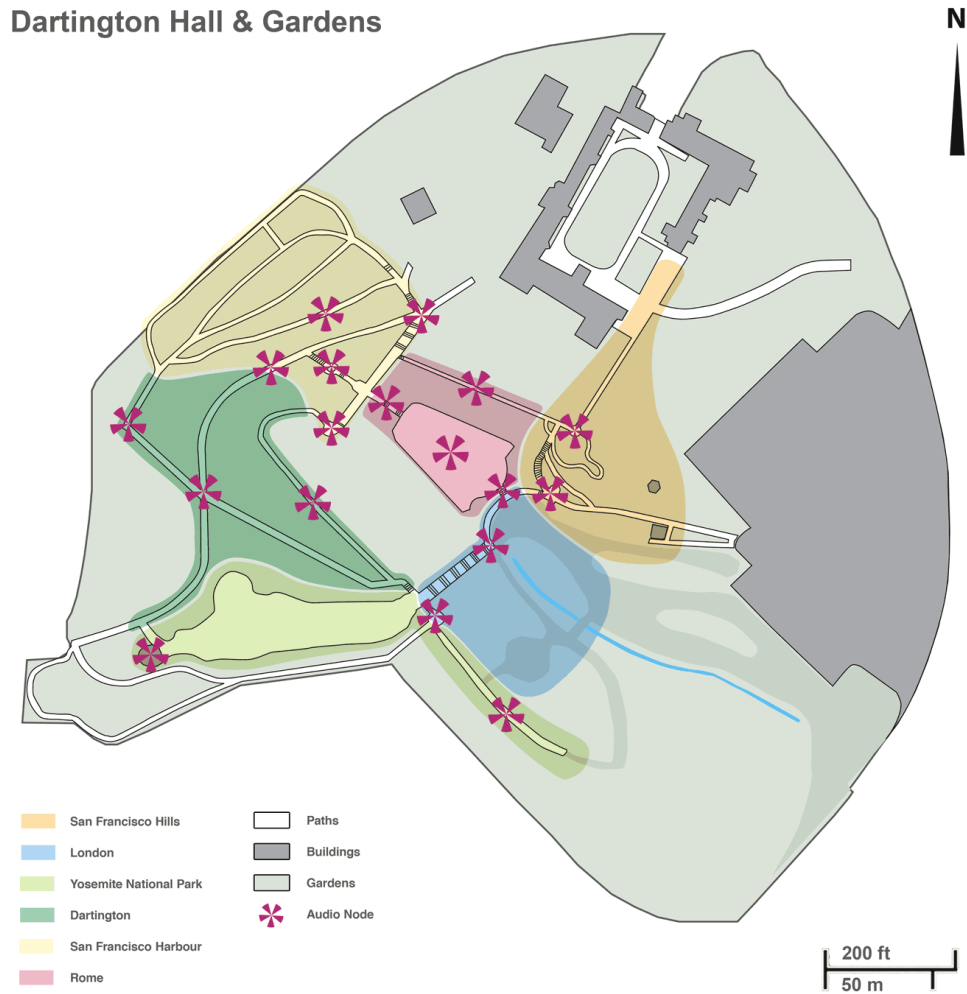 Dartington Hall & Gardens
N
San Francisco Hills
London
Yosemite National Park
Dartington
San Francisco Harbour
Rome
Paths
Buildings
Gardens
Audio Node
200 ft
50 m